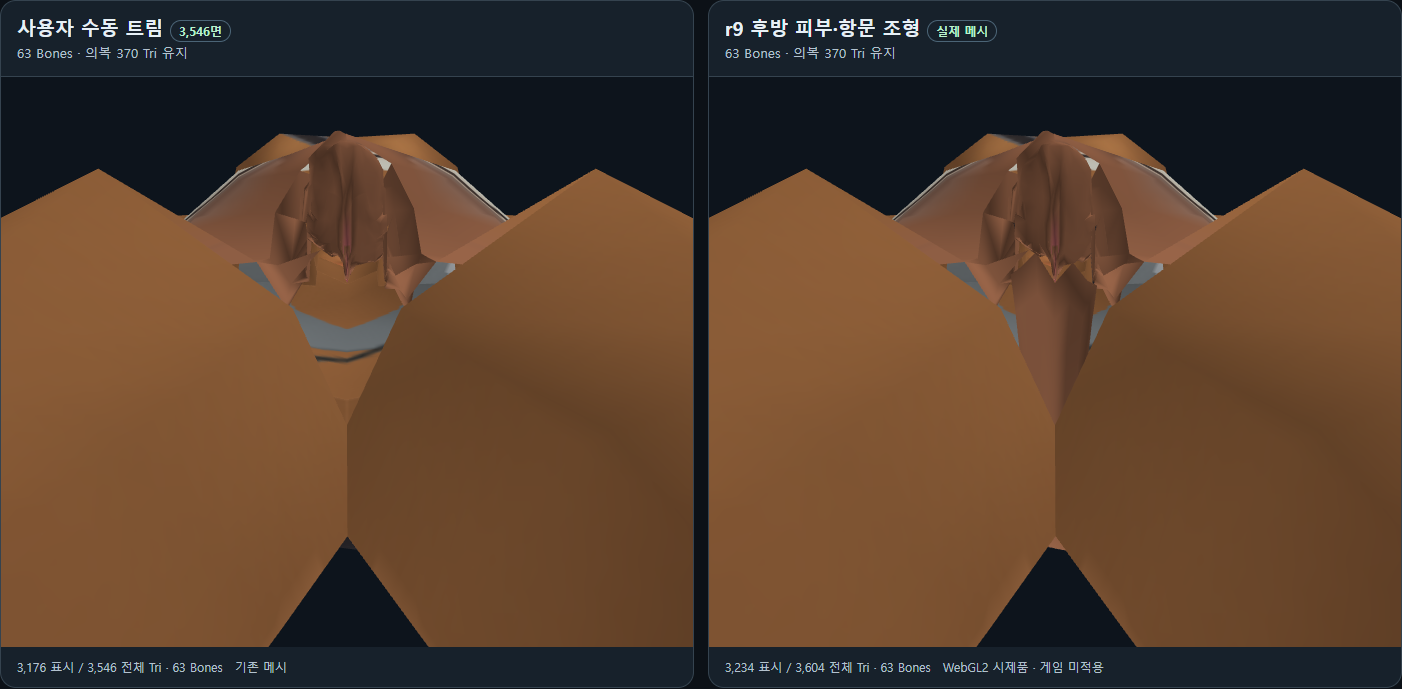 사용자 수동 트림 3,546면
63 Bones · 의복 370 Tri 유지
r9 후방 피부·항문 조형 실제 메시
63 Bones · 의복 370 Tri 유지
3,176 표시 / 3,546 전체 Tri · 63 Bones 기존 메시
3,234 표시 / 3,604 전체 Tri · 63 Bones WebGL2 시제품 · 게임 미적용